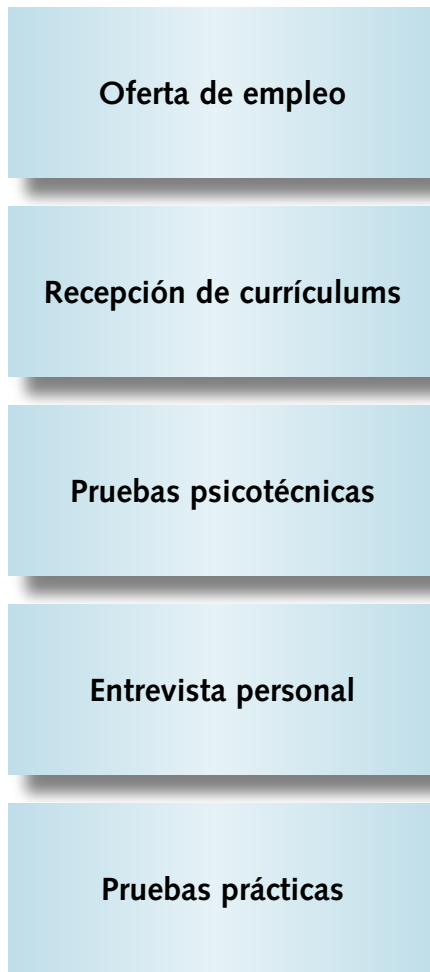 Oferta de empleo
Recepción de currículums
Pruebas psicotécnicas
Entrevista personal
Pruebas prácticas